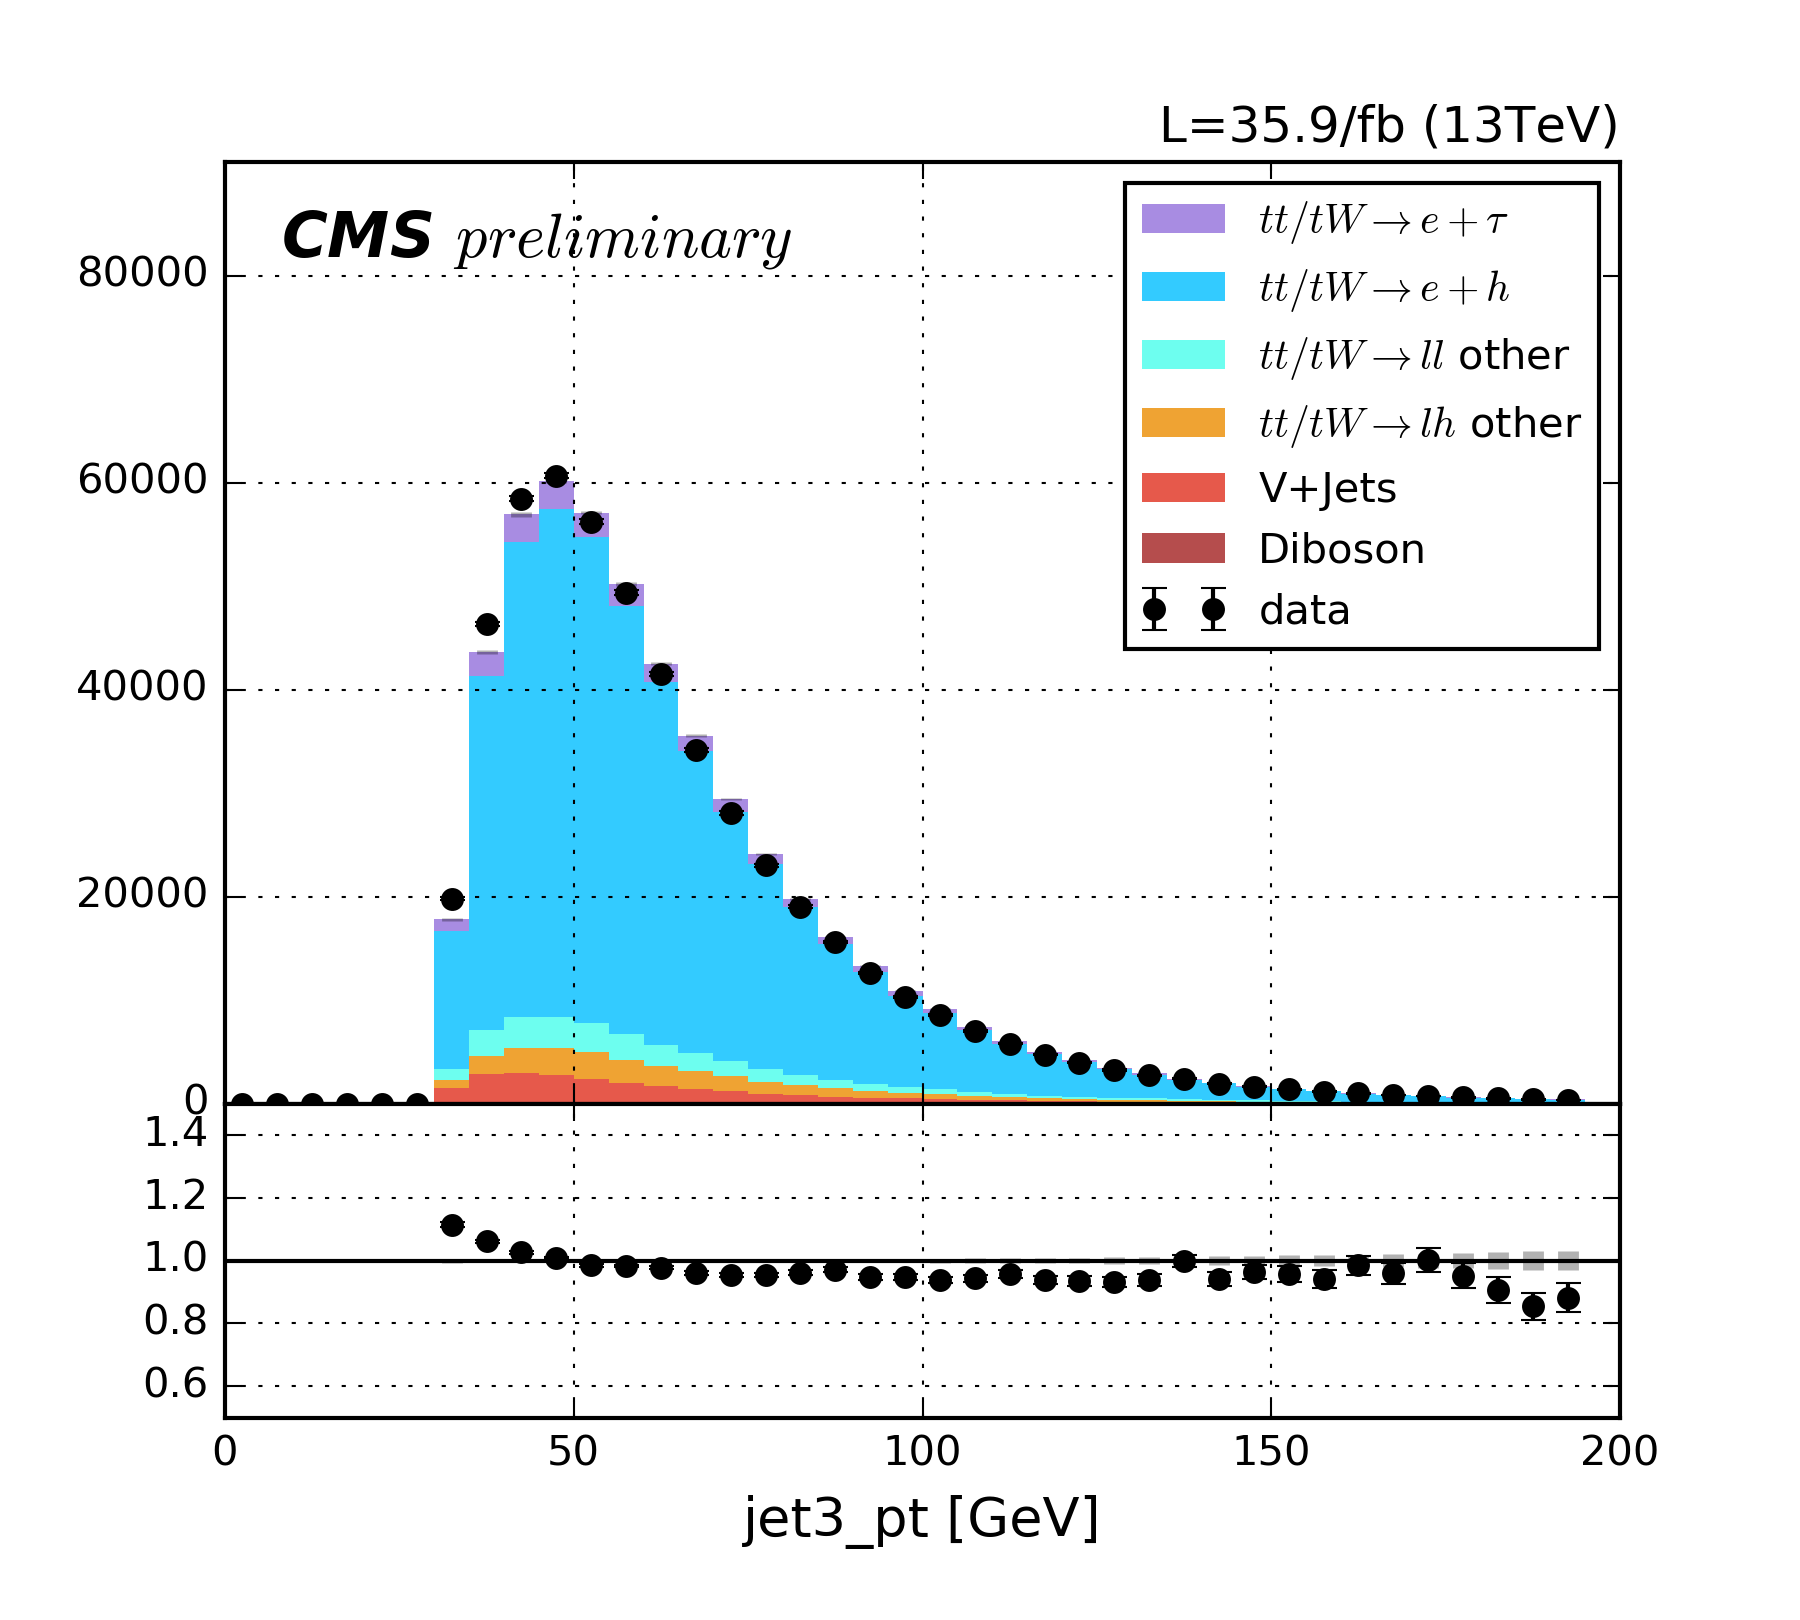 L=35.9/fb (13TeV)
CMS preliminary
tt/tW→e+τ
tt/tW→e+h
tt/tW→ll other
tt/tW→lh other
V+Jets
Diboson
data
80000
60000
40000
20000
0
1.4
1.2
1.0
0.8
0.6
0 50 100 150 200
jet3_pt [GeV]